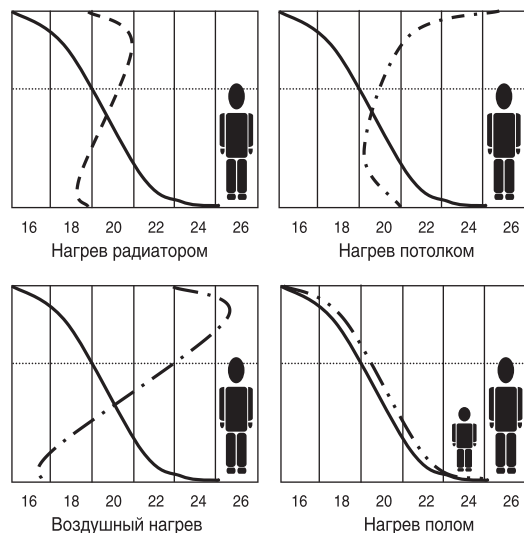 16 18 20 22 24 26
Нагрев радиатором
16 18 20 22 24 26
Нагрев потолком
16 18 20 22 24 26
Воздушный нагрев
16 18 20 22 24 26
Нагрев полом